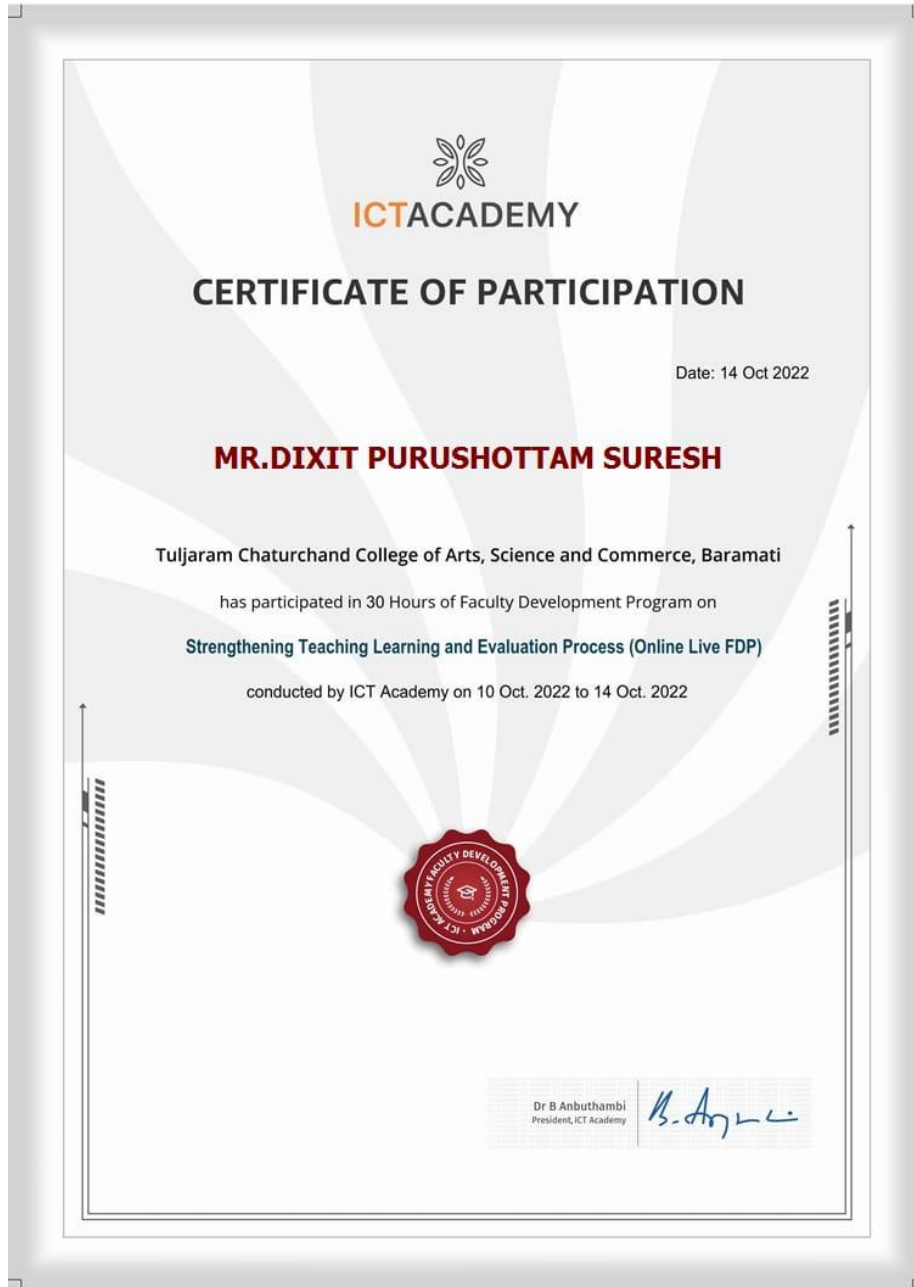 ICTACADEMY
CERTIFICATE OF PARTICIPATION
Date: 14 Oct 2022
MR.DIXIT PURUSHOTTAM SURESH
Tuljaram Chaturchand College of Arts, Science and Commerce, Baramati
has participated in 30 Hours of Faculty Development Program on
Strengthening Teaching Learning and Evaluation Process (Online Live FDP)
conducted by ICT Academy on 10 Oct. 2022 to 14 Oct. 2022
FACULTY DEVELOPMENT PROGRAM · ICT ACADEMY
Dr B Anbuthambi
President, ICT Academy